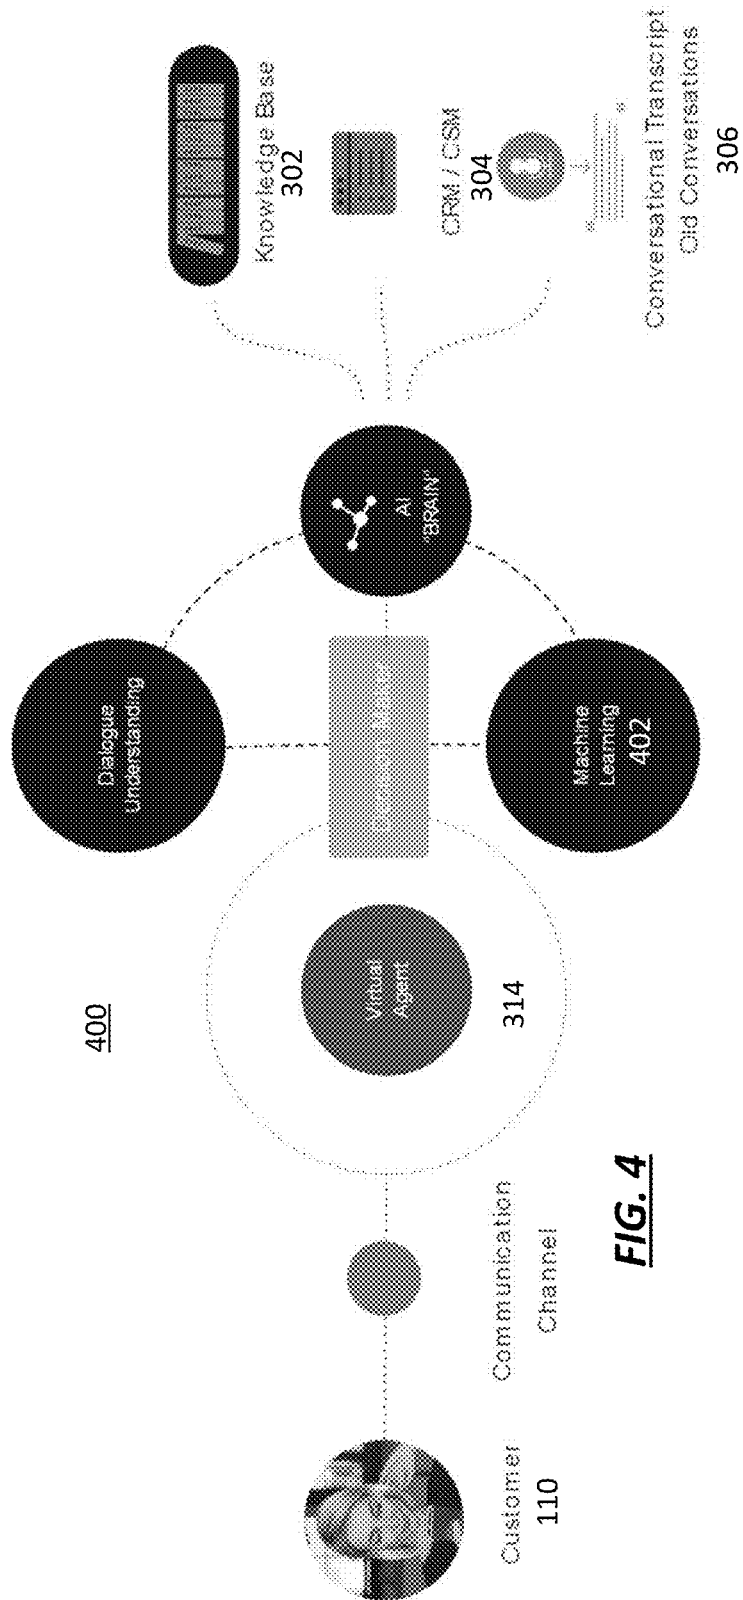 400
Dialogue
Understanding
Knowledge Base
302
Virtual
Agent
314
AI
"BRAIN"
CRM / CSM
304
Customer
110
Communication
Channel
Machine
Learning
402
Conversational Transcript
Old Conversations
306
FIG. 4